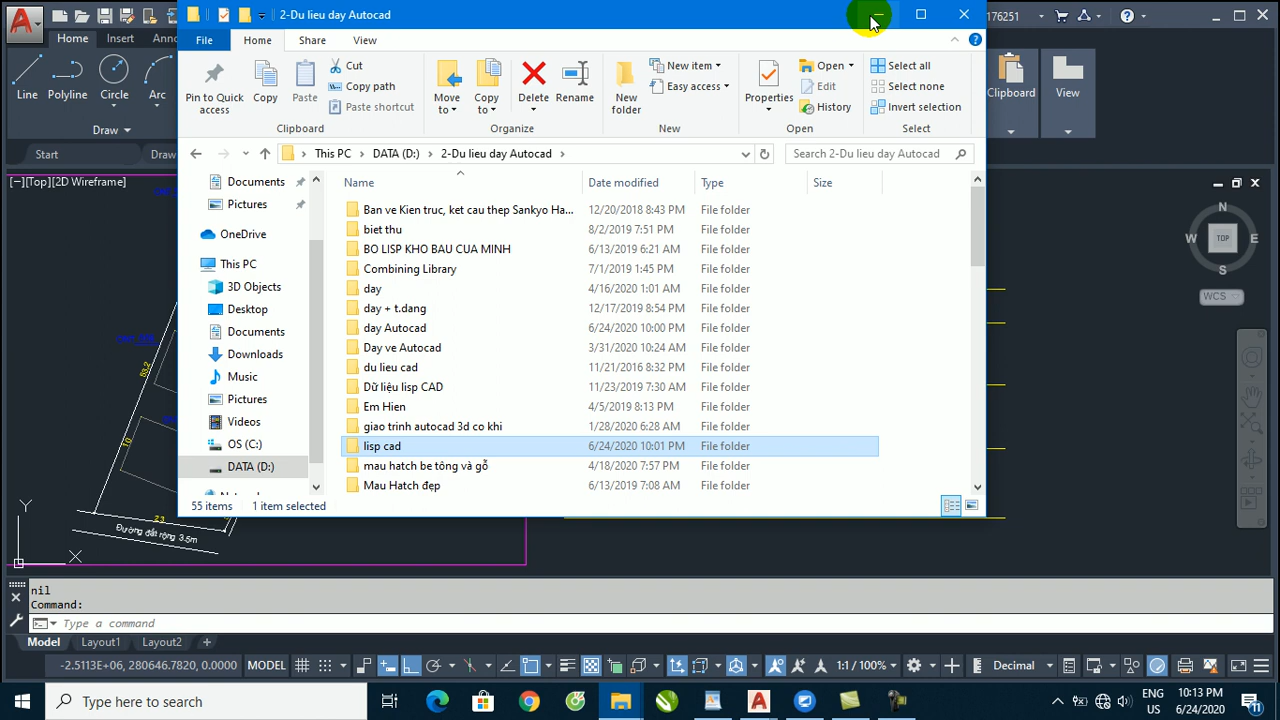 2-Du lieu day Autocad
176251
Home Insert
File Home Share View
Line Polyline Circle Arc
Draw
Pin to Quick access
Copy
Paste
Cut
Copy path
Paste shortcut
Clipboard
Move to
Copy to
Delete
Rename
Organize
New folder
New item
Easy access
New
Properties
Open
Edit
History
Open
Select all
Select none
Invert selection
Select
Clipboard
View
Start
This PC DATA (D:) 2-Du lieu day Autocad
Search 2-Du lieu day Autocad
[−][Top][2D Wireframe]
Documents
Pictures
OneDrive
This PC
3D Objects
Desktop
Documents
Downloads
Music
Pictures
Videos
OS (C:)
DATA (D:)
Name Date modified Type Size
Ban ve Kien truc, ket cau thep Sankyo Ha... 12/20/2018 8:43 PM File folder
biet thu 8/2/2019 7:51 PM File folder
BO LISP KHO BAU CUA MINH 6/13/2019 6:21 AM File folder
Combining Library 7/1/2019 1:45 PM File folder
day 4/16/2020 1:01 AM File folder
day + t.dang 12/17/2019 8:54 PM File folder
day Autocad 6/24/2020 10:00 PM File folder
Day ve Autocad 3/31/2020 10:24 AM File folder
du lieu cad 11/21/2016 8:32 PM File folder
Dữ liệu lisp CAD 11/23/2019 7:30 AM File folder
Em Hien 4/5/2019 8:13 PM File folder
giao trinh autocad 3d co khi 1/28/2020 6:28 AM File folder
lisp cad 6/24/2020 10:01 PM File folder
mau hatch be tông và gỗ 4/18/2020 7:57 PM File folder
Mau Hatch đẹp 6/13/2019 7:08 AM File folder
55 items 1 item selected
N
W TOP E
S
WCS
Y
X
Đường đất rộng 3.5m
nil
Command:
Type a command
Model Layout1 Layout2 +
-2.5113E+06, 280646.7820, 0.0000 MODEL 1:1 / 100% Decimal
Type here to search
ENG
US
10:13 PM
6/24/2020
11